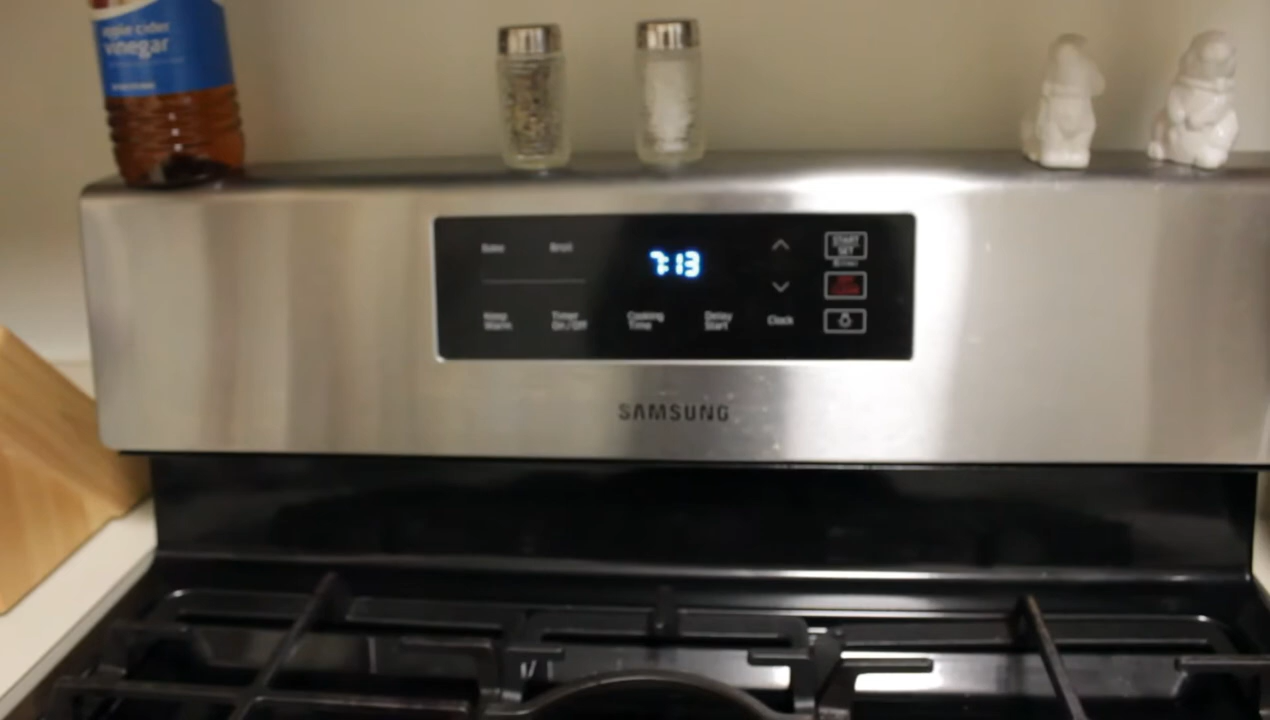 apple cider
vinegar
Bake
Broil
7:13
START
SET
Keep
Warm
Timer
On/Off
Cooking
Time
Delay
Start
Clock
SAMSUNG